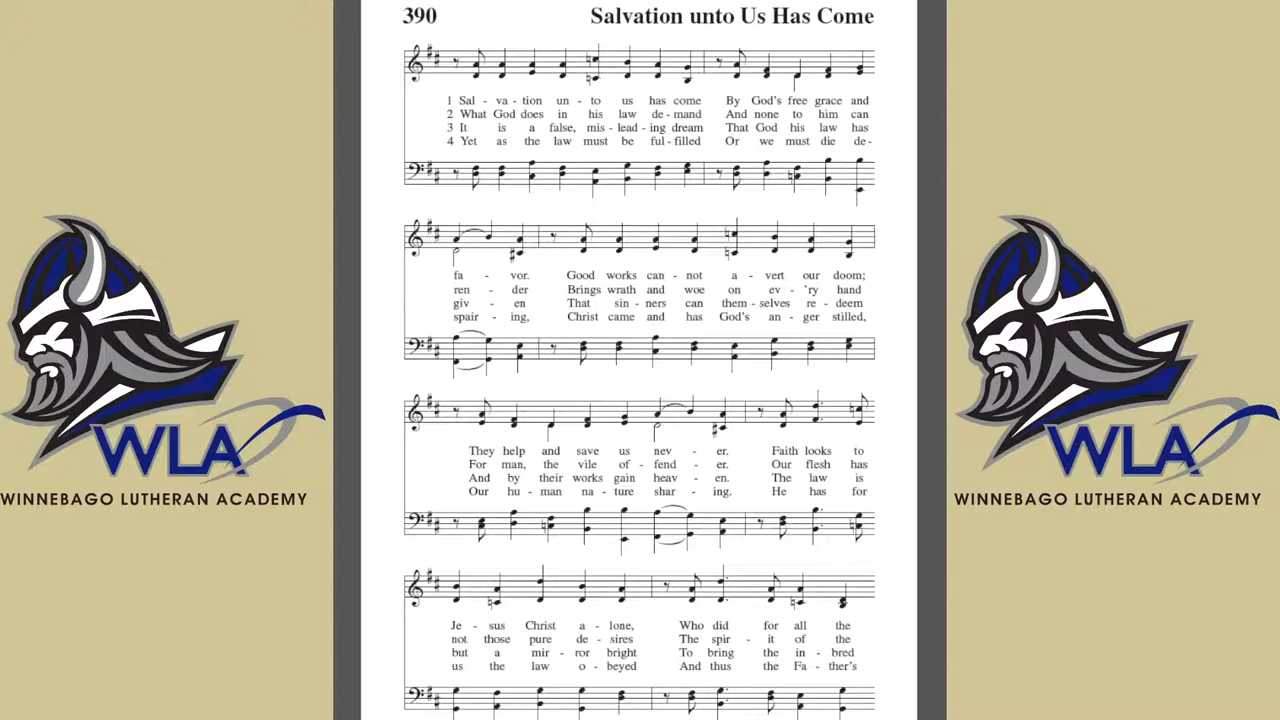 390 Salvation unto Us Has Come
1 Sal - va - tion un - to us has come By God's free grace and
2 What God does in his law de - mand And none to him can
3 It is a false, mis - lead - ing dream That God his law has
4 Yet as the law must be ful - filled Or we must die de-
fa - vor. Good works can - not a - vert our doom;
ren - der Brings wrath and woe on ev - 'ry hand
giv - en That sin - ners can them - selves re - deem
spair - ing, Christ came and has God's an - ger stilled,
They help and save us nev - er. Faith looks to
For man, the vile of - fend - er. Our flesh has
And by their works gain heav - en. The law is
Our hu - man na - ture shar - ing. He has for
Je - sus Christ a - lone, Who did for all the
not those pure de - sires The spir - it of the
but a mir - ror bright To bring the in - bred
us the law o - beyed And thus the Fa - ther's
WLA
WINNEBAGO LUTHERAN ACADEMY
WLA
WINNEBAGO LUTHERAN ACADEMY